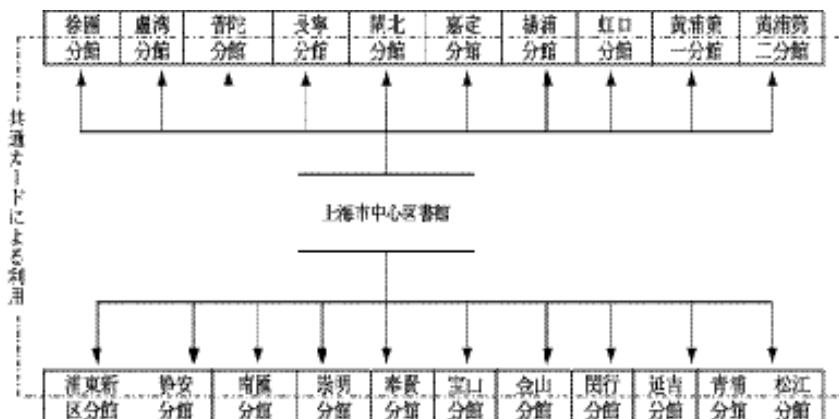 徐匯 盧湾 普陀 長寧 閘北 嘉定 楊浦 虹口 黄浦第 黄浦第
分館 分館 分館 分館 分館 分館 分館 分館 一分館 二分館
共通カードによる利用
上海市中心図書館
浦東新 静安 南匯 崇明 奉賢 宝山 金山 閔行 延吉 青浦 松江
区分館 分館 分館 分館 分館 分館 分館 分館 分館 分館 分館